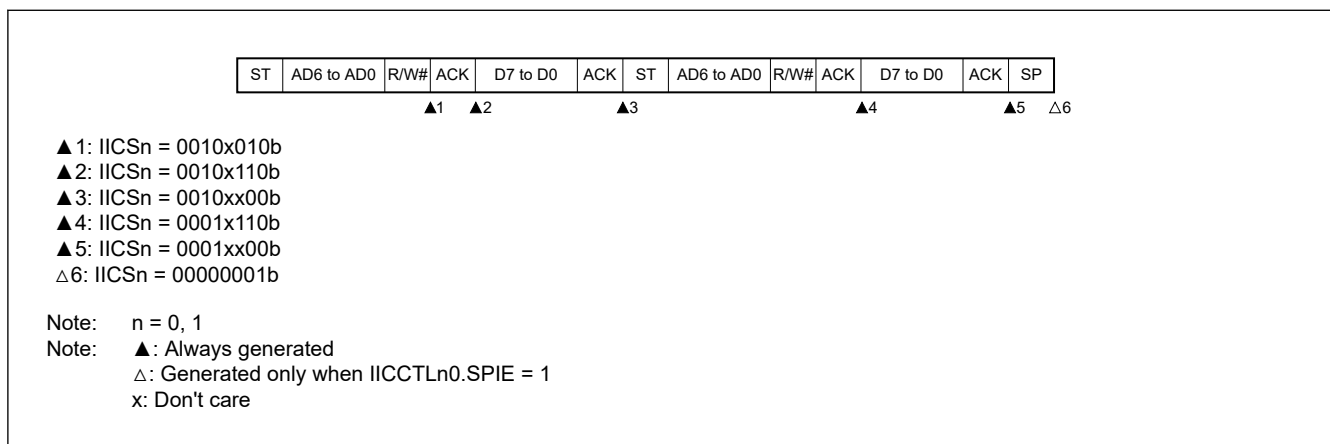 ST AD6 to AD0 R/W# ACK D7 to D0 ACK ST AD6 to AD0 R/W# ACK D7 to D0 ACK SP
▲1 ▲2 ▲3 ▲4 ▲5 △6
▲1: IICSn = 0010x010b
▲2: IICSn = 0010x110b
▲3: IICSn = 0010xx00b
▲4: IICSn = 0001x110b
▲5: IICSn = 0001xx00b
△6: IICSn = 00000001b
Note: n = 0, 1
Note: ▲: Always generated
△: Generated only when IICCTLn0.SPIE = 1
x: Don't care